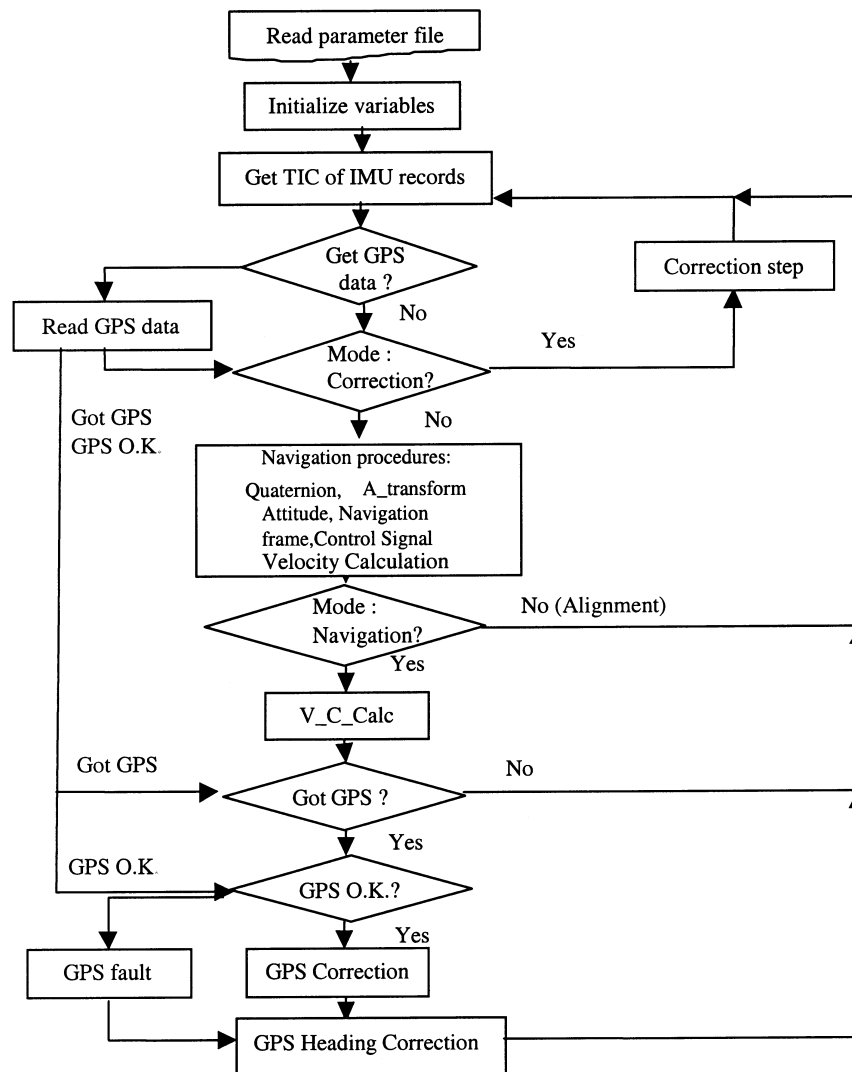 Read parameter file
Initialize variables
Get TIC of IMU records
Get GPS
data ?
Correction step
No
Read GPS data
Mode :
Correction?
Yes
Got GPS
GPS O.K.
No
Navigation procedures:
Quaternion, A_transform
Attitude, Navigation
frame,Control Signal
Velocity Calculation
Mode :
Navigation?
No (Alignment)
Yes
V_C_Calc
Got GPS
Got GPS ?
No
Yes
GPS O.K.
GPS O.K.?
Yes
GPS fault
GPS Correction
GPS Heading Correction